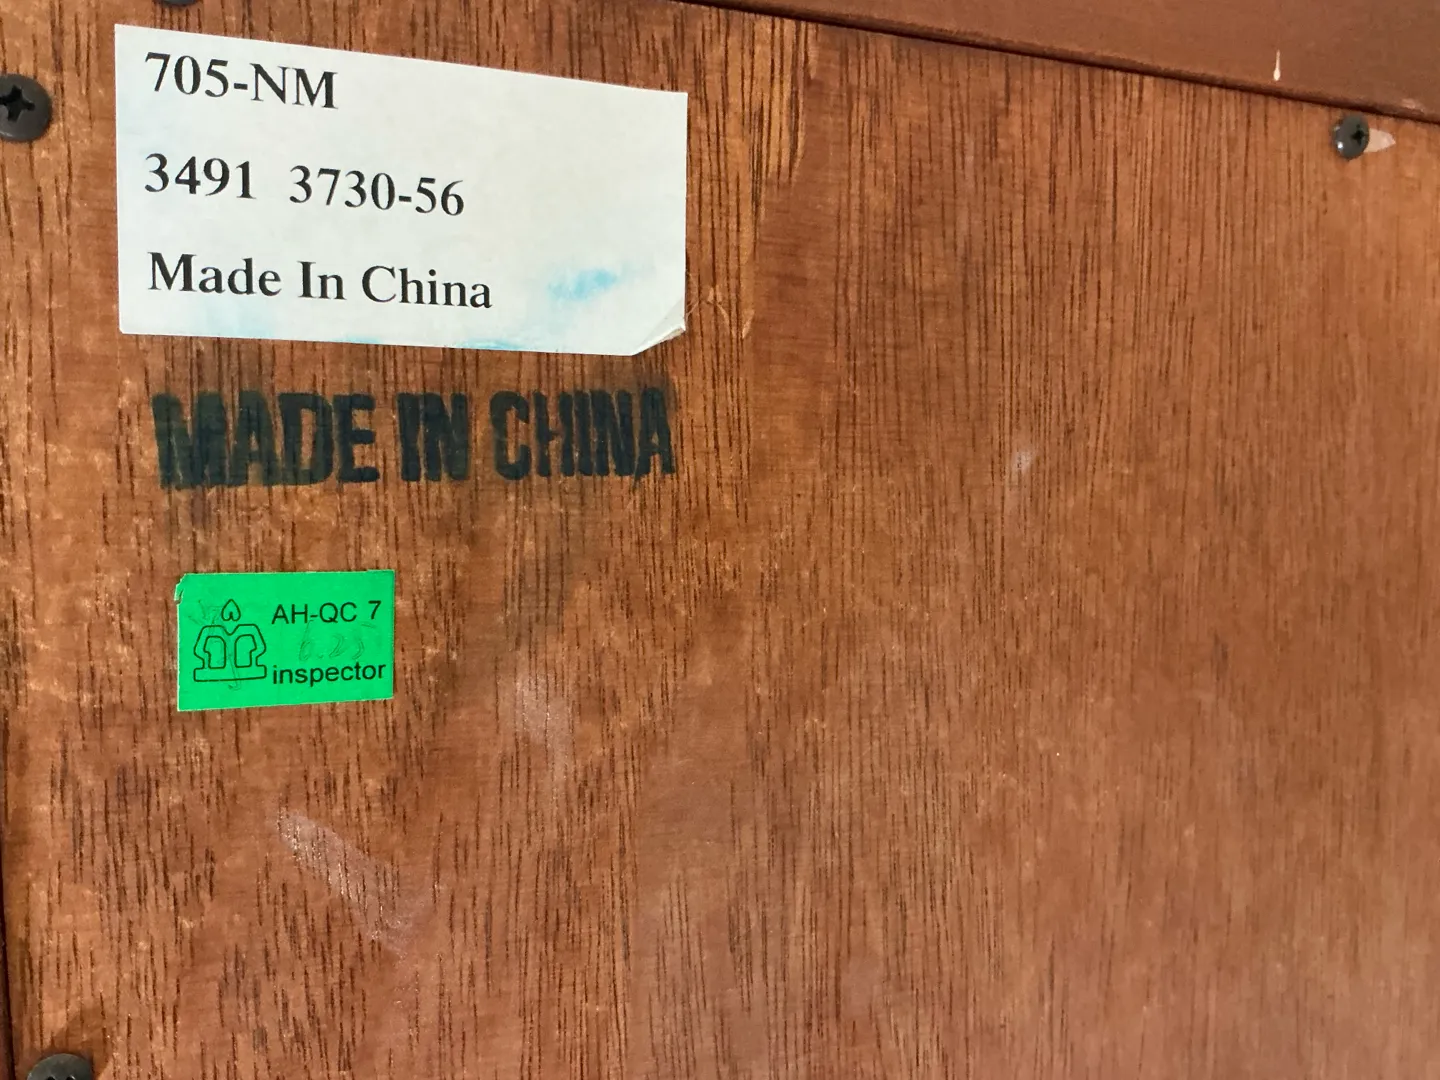 705-NM
3491 3730-56
Made In China
MADE IN CHINA
AH-QC 7
inspector